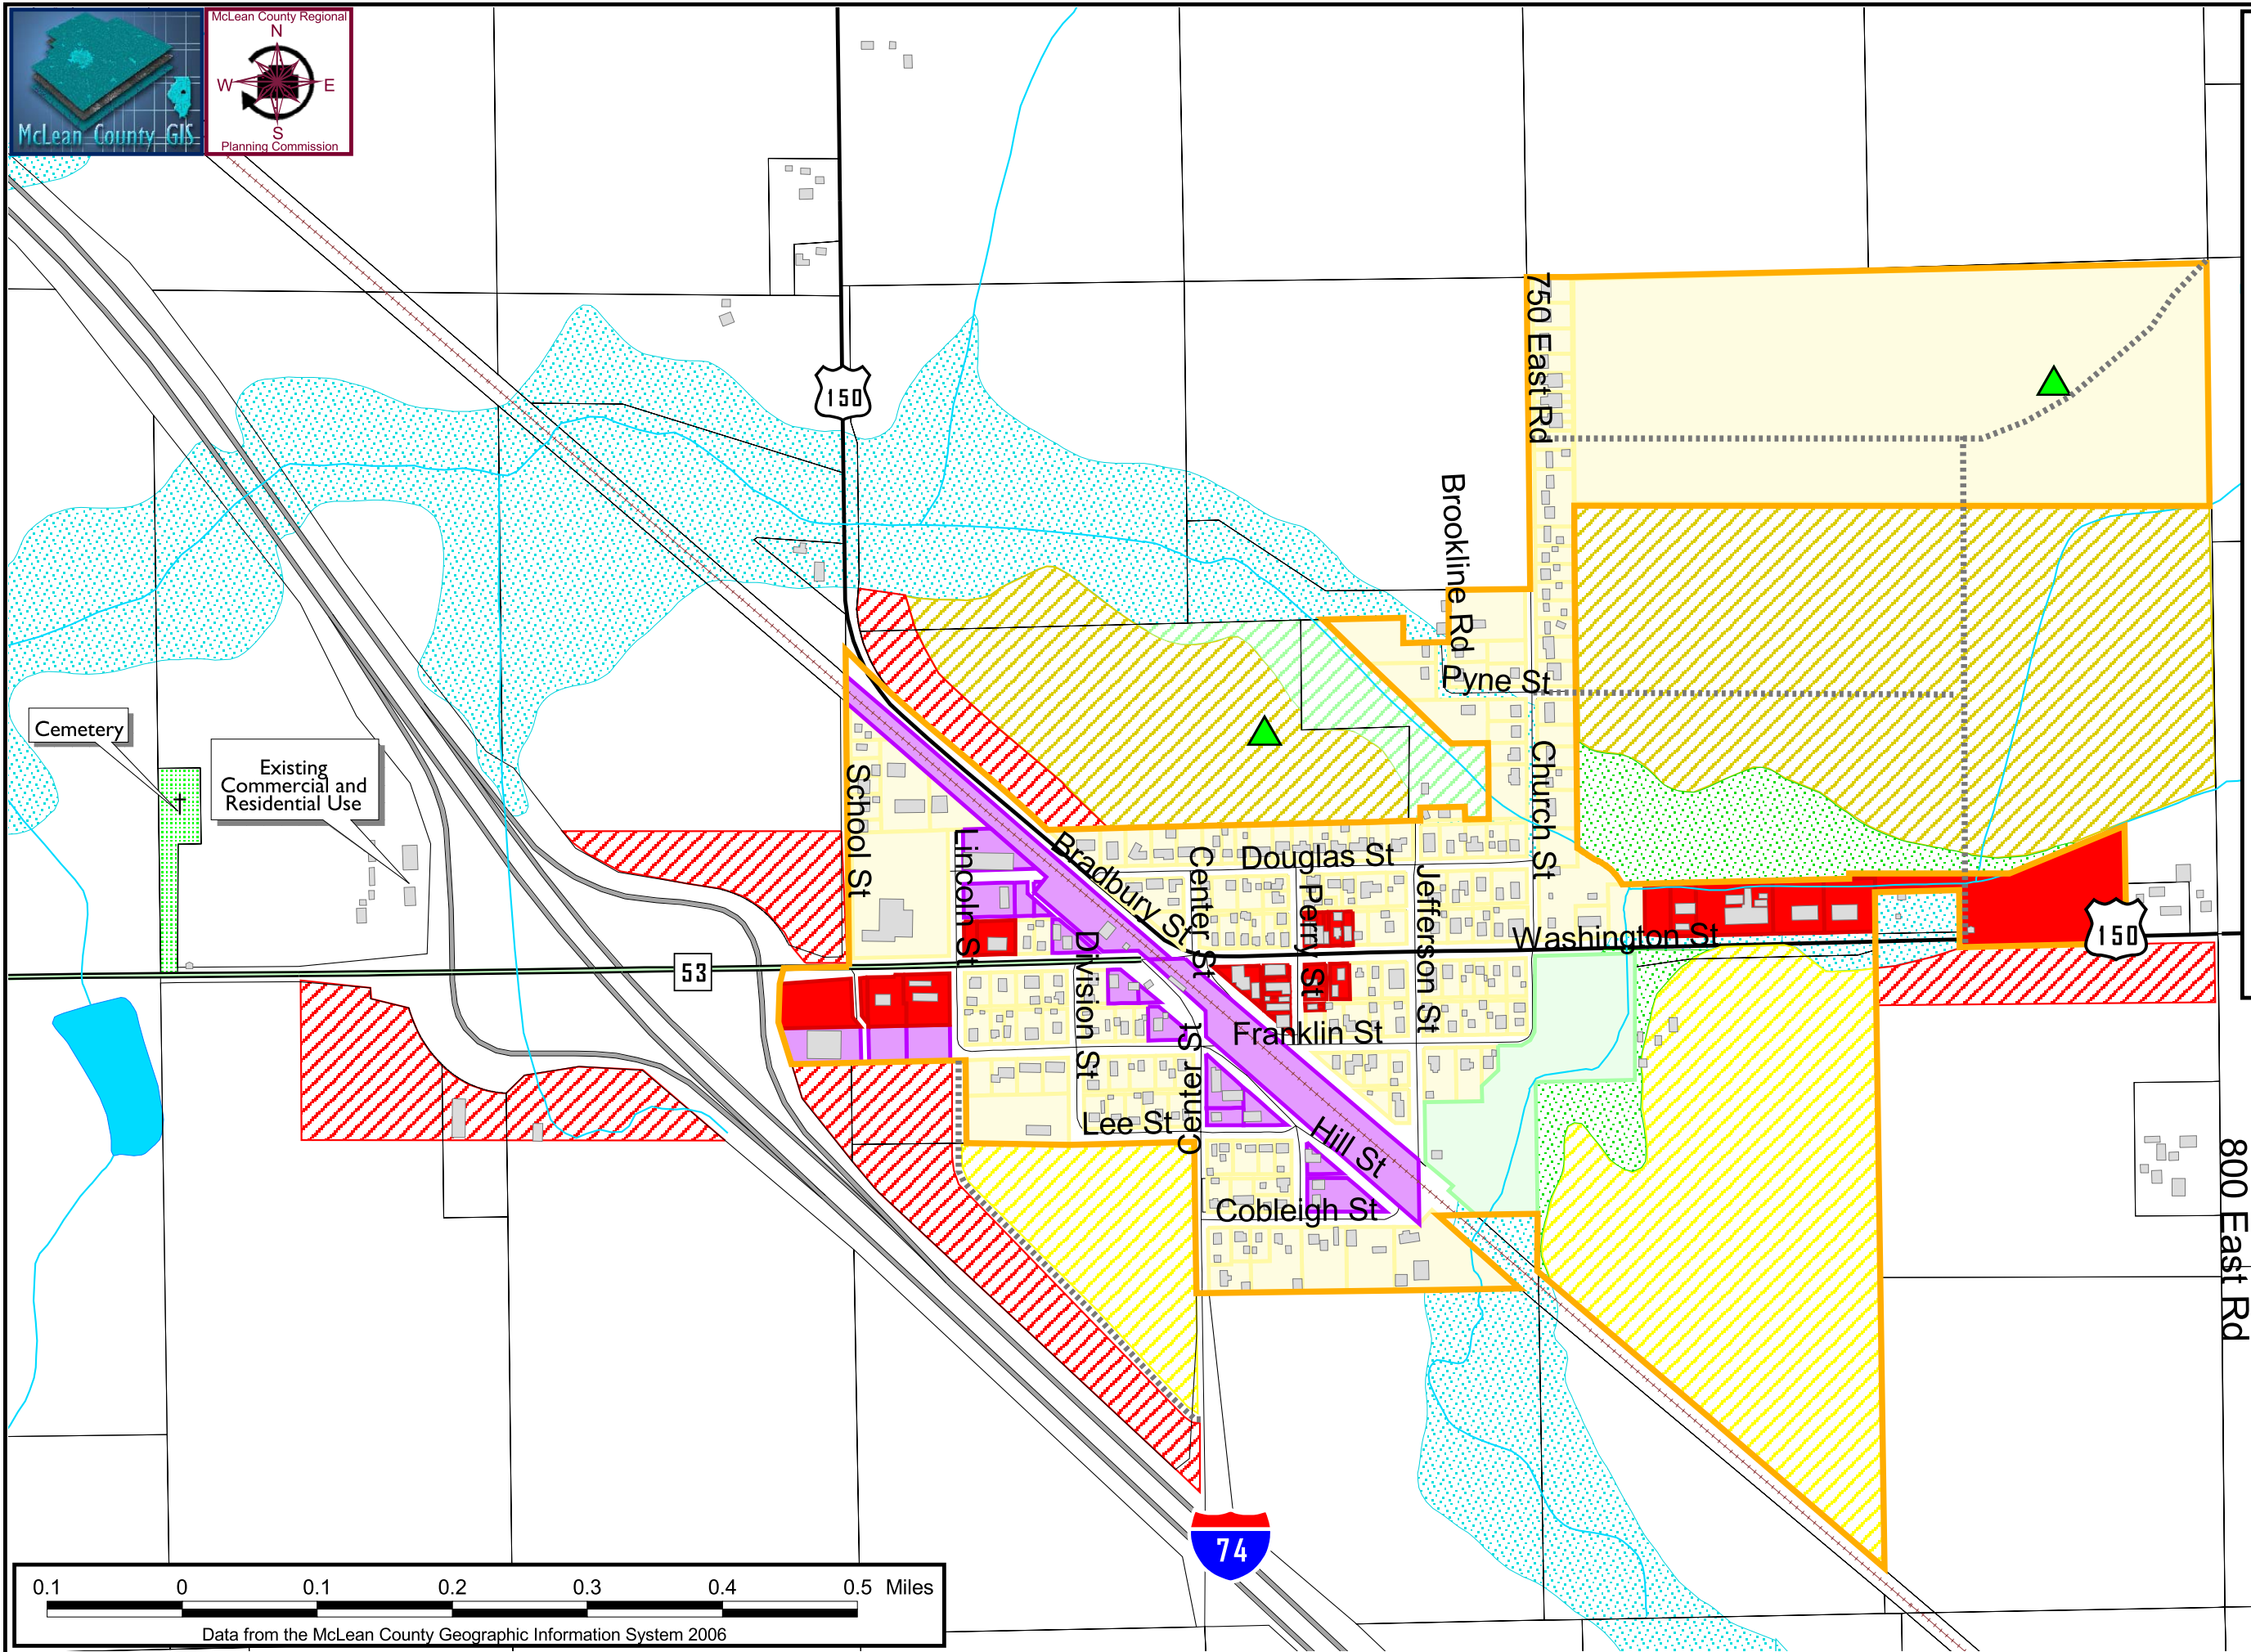 McLean County GIS
McLean County Regional
N
W
E
S
Planning Commission
150
750 East Rd
Brookline Rd
Pyne St
Cemetery
Existing
Commercial and
Residential Use
School St
Church St
Lincoln St
Bradbury St
Center St
Douglas St
Perry St
Jefferson St
Washington St
150
53
Division St
Franklin St
Center St
Lee St
Hill St
Cobleigh St
800 East Rd
74
0.1 0 0.1 0.2 0.3 0.4 0.5 Miles
Data from the McLean County Geographic Information System 2006